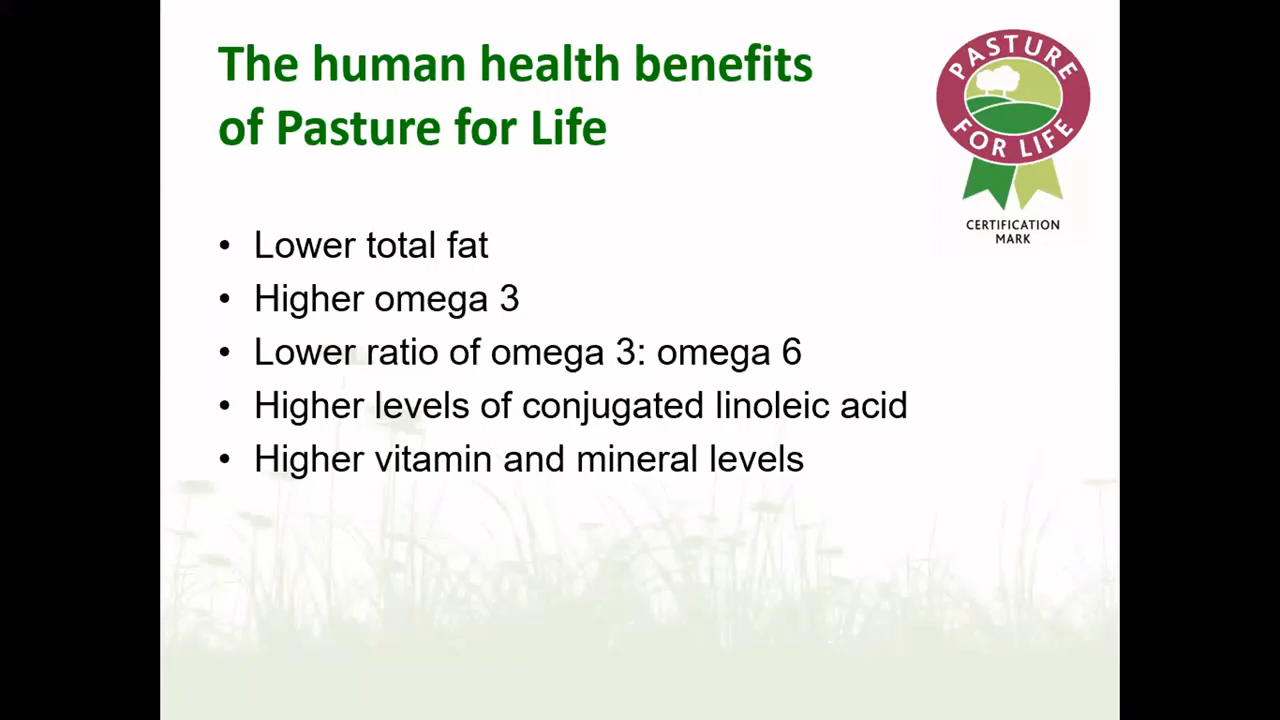 The human health benefits
of Pasture for Life
PASTURE
FOR LIFE
CERTIFICATION
MARK
• Lower total fat
• Higher omega 3
• Lower ratio of omega 3: omega 6
• Higher levels of conjugated linoleic acid
• Higher vitamin and mineral levels